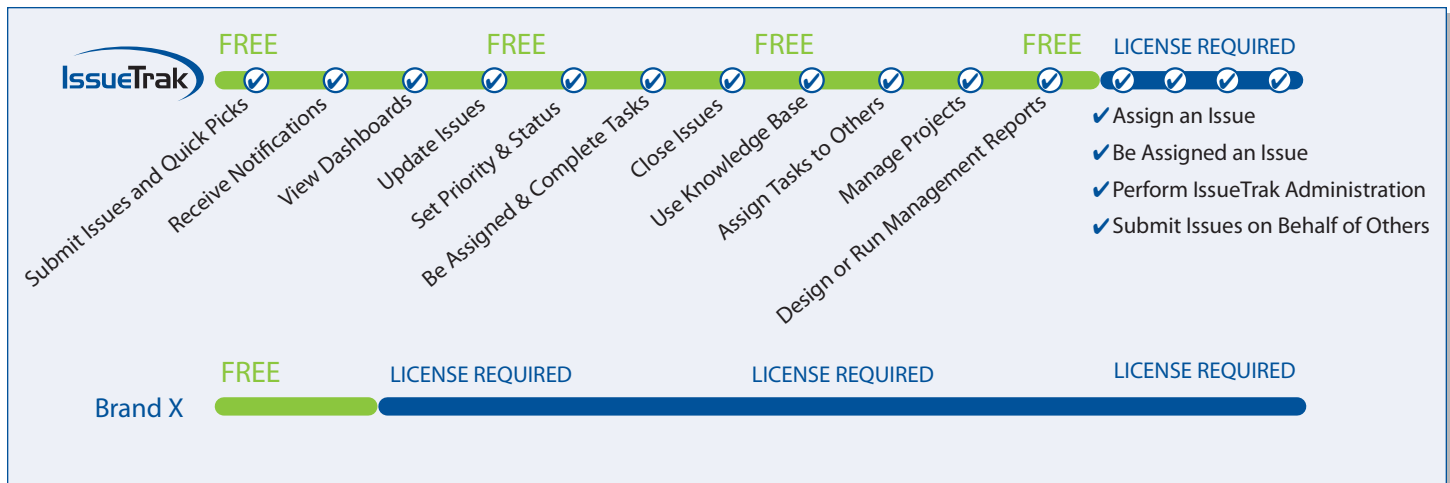 FREE FREE FREE FREE LICENSE REQUIRED
IssueTrak
Submit Issues and Quick Picks
Receive Notifications
View Dashboards
Update Issues
Set Priority & Status
Be Assigned & Complete Tasks
Close Issues
Use Knowledge Base
Assign Tasks to Others
Manage Projects
Design or Run Management Reports
✔ Assign an Issue
✔ Be Assigned an Issue
✔ Perform IssueTrak Administration
✔ Submit Issues on Behalf of Others
FREE LICENSE REQUIRED LICENSE REQUIRED LICENSE REQUIRED
Brand X